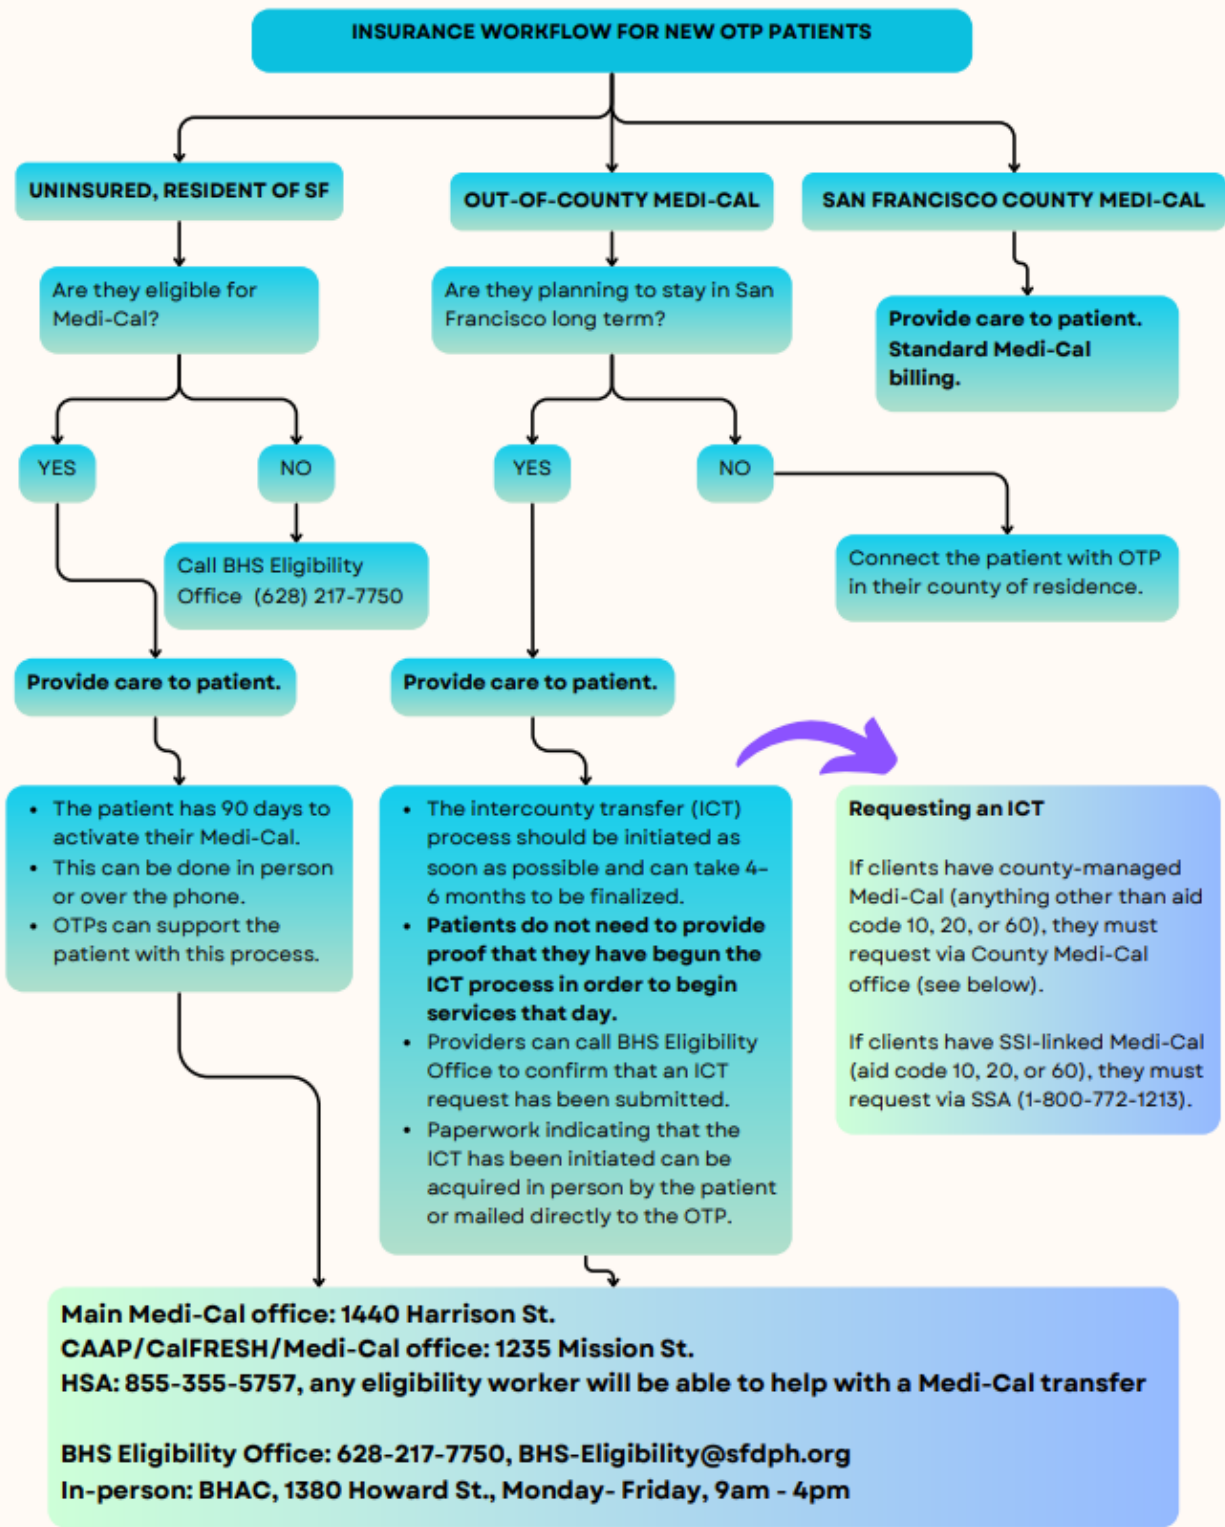 INSURANCE WORKFLOW FOR NEW OTP PATIENTS
UNINSURED, RESIDENT OF SF
OUT-OF-COUNTY MEDI-CAL
SAN FRANCISCO COUNTY MEDI-CAL
Are they eligible for
Medi-Cal?
Are they planning to stay in San
Francisco long term?
Provide care to patient.
Standard Medi-Cal
billing.
YES
NO
YES
NO
Call BHS Eligibility
Office (628) 217-7750
Connect the patient with OTP
in their county of residence.
Provide care to patient.
Provide care to patient.
• The patient has 90 days to
activate their Medi-Cal.
• This can be done in person
or over the phone.
• OTPs can support the
patient with this process.
• The intercounty transfer (ICT)
process should be initiated as
soon as possible and can take 4-
6 months to be finalized.
• Patients do not need to provide
proof that they have begun the
ICT process in order to begin
services that day.
• Providers can call BHS Eligibility
Office to confirm that an ICT
request has been submitted.
• Paperwork indicating that the
ICT has been initiated can be
acquired in person by the patient
or mailed directly to the OTP.
Requesting an ICT
If clients have county-managed
Medi-Cal (anything other than aid
code 10, 20, or 60), they must
request via County Medi-Cal
office (see below).
If clients have SSI-linked Medi-Cal
(aid code 10, 20, or 60), they must
request via SSA (1-800-772-1213).
Main Medi-Cal office: 1440 Harrison St.
CAAP/CalFRESH/Medi-Cal office: 1235 Mission St.
HSA: 855-355-5757, any eligibility worker will be able to help with a Medi-Cal transfer
BHS Eligibility Office: 628-217-7750, BHS-Eligibility@sfdph.org
In-person: BHAC, 1380 Howard St., Monday- Friday, 9am - 4pm